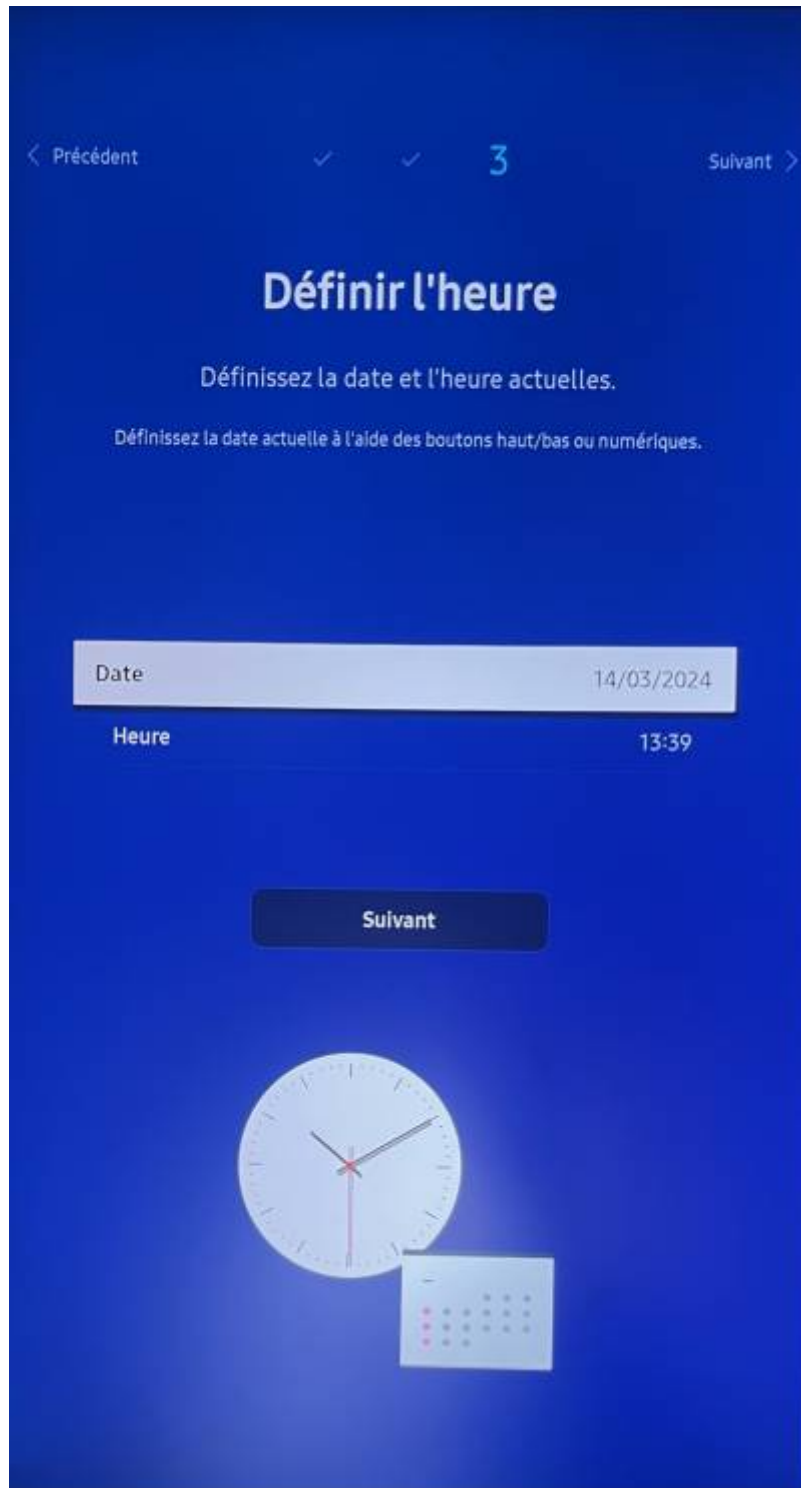 Précédent
3
Suivant
Définir l'heure
Définissez la date et l'heure actuelles.
Définissez la date actuelle à l'aide des boutons haut/bas ou numériques.
Date 14/03/2024
Heure 13:39
Suivant